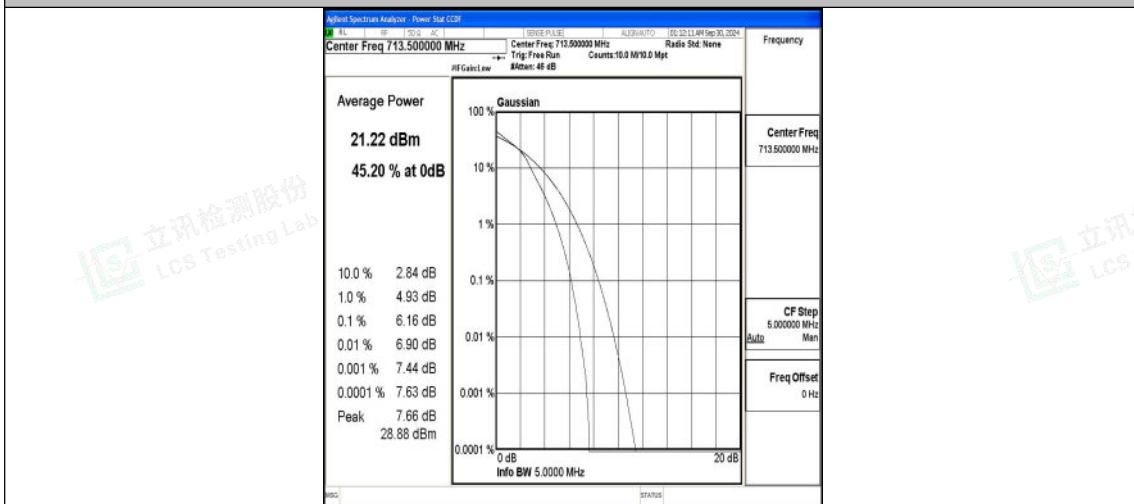 Agilent Spectrum Analyzer - Power Stat CCDF
RL RF 50 Ω AC SENSE:PULSE ALIGNAUTO 01:12:11 AM Sep 30, 2024
Center Freq 713.500000 MHz
Center Freq: 713.500000 MHz Radio Std: None
Trig: Free Run Counts:10.0 M/10.0 Mpt
#IFGain:Low #Atten: 46 dB
Frequency
Average Power
21.22 dBm
45.20 % at 0dB
10.0 % 2.84 dB
1.0 % 4.93 dB
0.1 % 6.16 dB
0.01 % 6.90 dB
0.001 % 7.44 dB
0.0001 % 7.63 dB
Peak 7.66 dB
28.88 dBm
Gaussian
100 %
10 %
1 %
0.1 %
0.01 %
0.001 %
0.0001 %
0 dB 20 dB
Info BW 5.0000 MHz
Center Freq
713.500000 MHz
CF Step
5.000000 MHz
Auto Man
Freq Offset
0 Hz
MSG STATUS
立讯检测股份
LCS Testing Lab
立讯
LCS